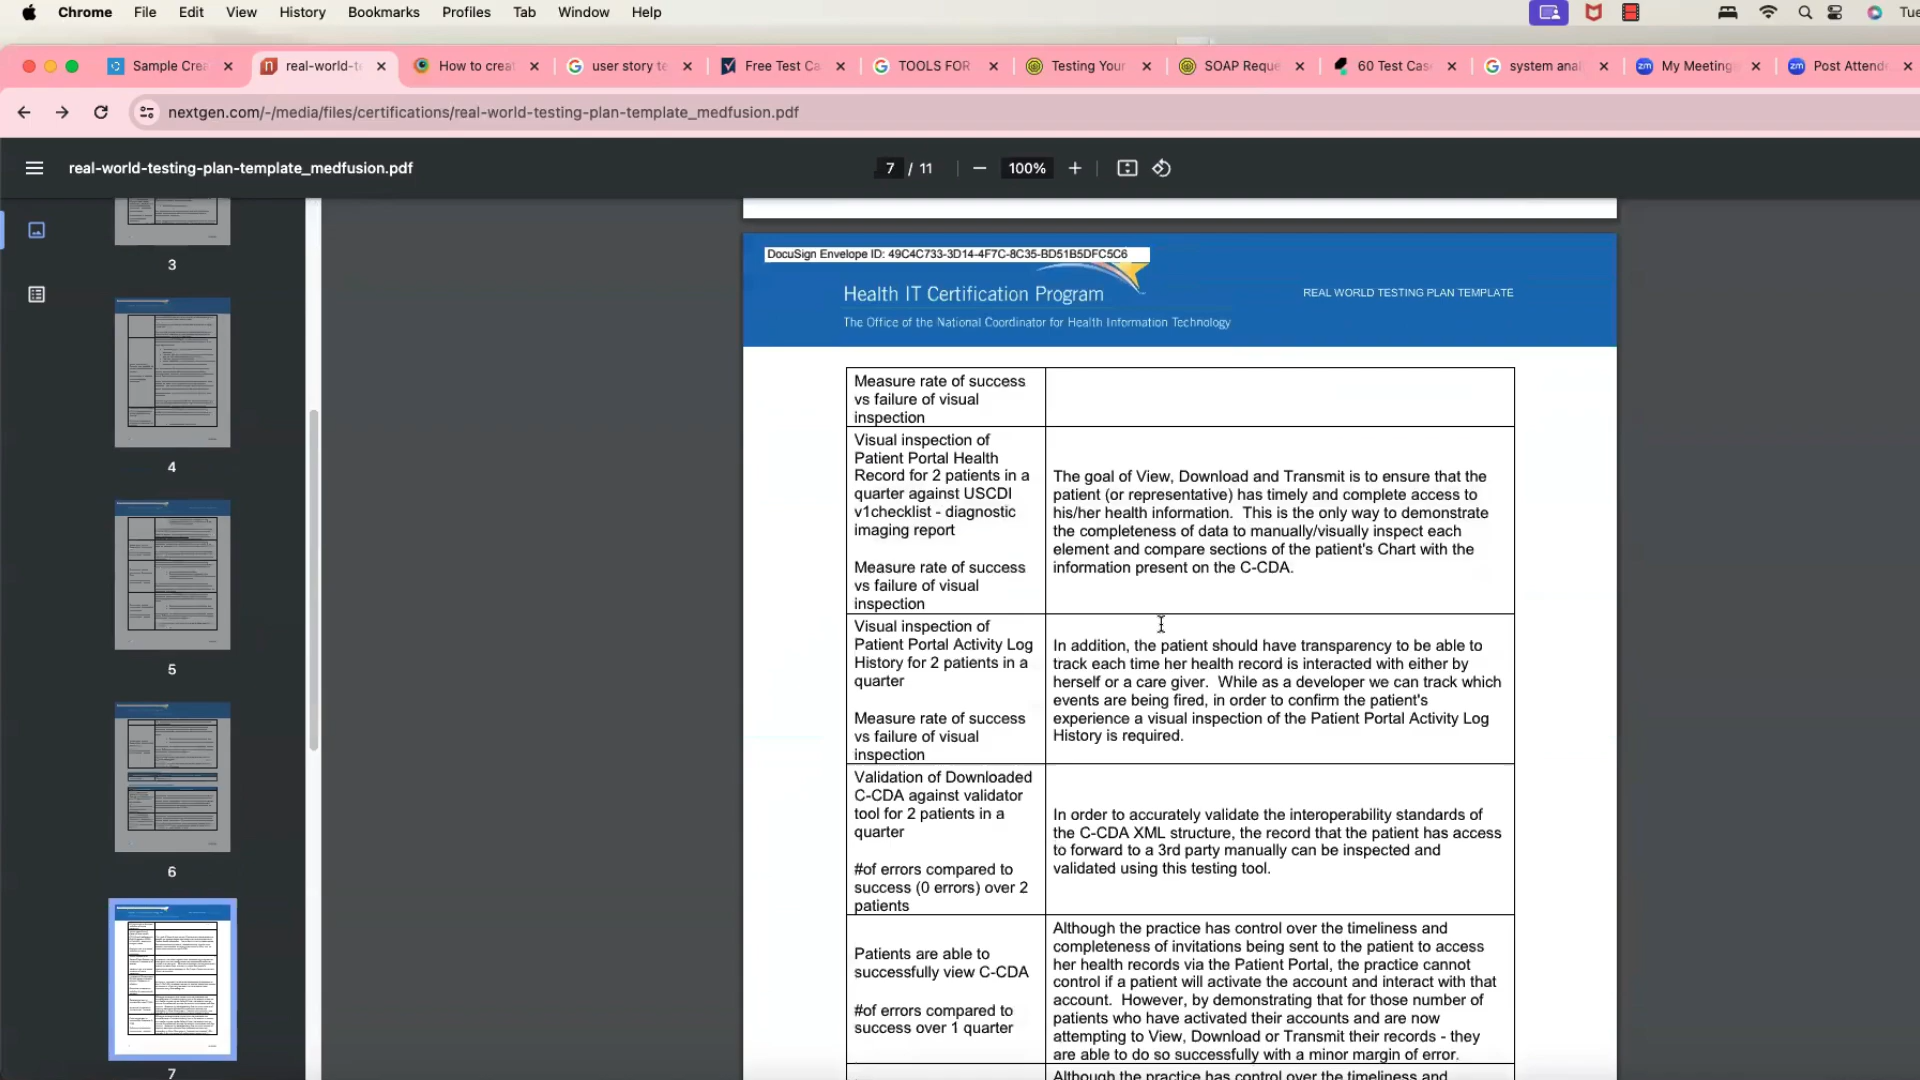 Chrome File Edit View History Bookmarks Profiles Tab Window Help Tue
Sample Crea real-world-te How to creat user story te Free Test Ca TOOLS FOR Testing Your SOAP Reque 60 Test Cas system anal My Meeting Post Attend
nextgen.com/-/media/files/certifications/real-world-testing-plan-template_medfusion.pdf
real-world-testing-plan-template_medfusion.pdf
7 / 11
100%
3
4
5
6
7
DocuSign Envelope ID: 49C4C733-3D14-4F7C-8C35-BD51B5DFC5C6
Health IT Certification Program
REAL WORLD TESTING PLAN TEMPLATE
The Office of the National Coordinator for Health Information Technology
Measure rate of success
vs failure of visual
inspection
Visual inspection of
Patient Portal Health
Record for 2 patients in a
quarter against USCDI
v1checklist - diagnostic
imaging report
Measure rate of success
vs failure of visual
inspection
The goal of View, Download and Transmit is to ensure that the
patient (or representative) has timely and complete access to
his/her health information. This is the only way to demonstrate
the completeness of data to manually/visually inspect each
element and compare sections of the patient's Chart with the
information present on the C-CDA.
Visual inspection of
Patient Portal Activity Log
History for 2 patients in a
quarter
Measure rate of success
vs failure of visual
inspection
In addition, the patient should have transparency to be able to
track each time her health record is interacted with either by
herself or a care giver. While as a developer we can track which
events are being fired, in order to confirm the patient's
experience a visual inspection of the Patient Portal Activity Log
History is required.
Validation of Downloaded
C-CDA against validator
tool for 2 patients in a
quarter
#of errors compared to
success (0 errors) over 2
patients
In order to accurately validate the interoperability standards of
the C-CDA XML structure, the record that the patient has access
to forward to a 3rd party manually can be inspected and
validated using this testing tool.
Patients are able to
successfully view C-CDA
#of errors compared to
success over 1 quarter
Although the practice has control over the timeliness and
completeness of invitations being sent to the patient to access
her health records via the Patient Portal, the practice cannot
control if a patient will activate the account and interact with that
account. However, by demonstrating that for those number of
patients who have activated their accounts and are now
attempting to View, Download or Transmit their records - they
are able to do so successfully with a minor margin of error.
Although the practice has control over the timeliness and